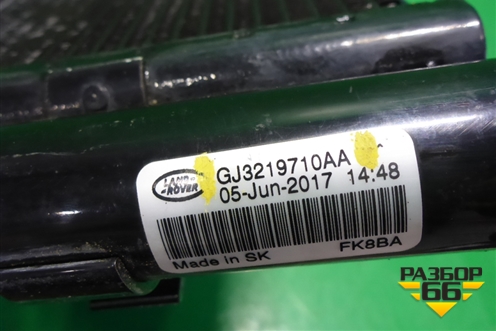 LAND-
ROVER
GJ3219710AA
05-Jun-2017 14:48
Made in SK
FK8BA
РАЗБОР
66